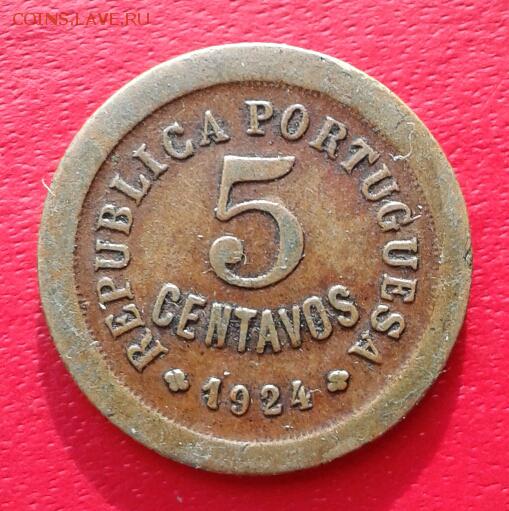 COINS.LAVE.RU
REPUBLICA PORTUGUESA
5
CENTAVOS
1924